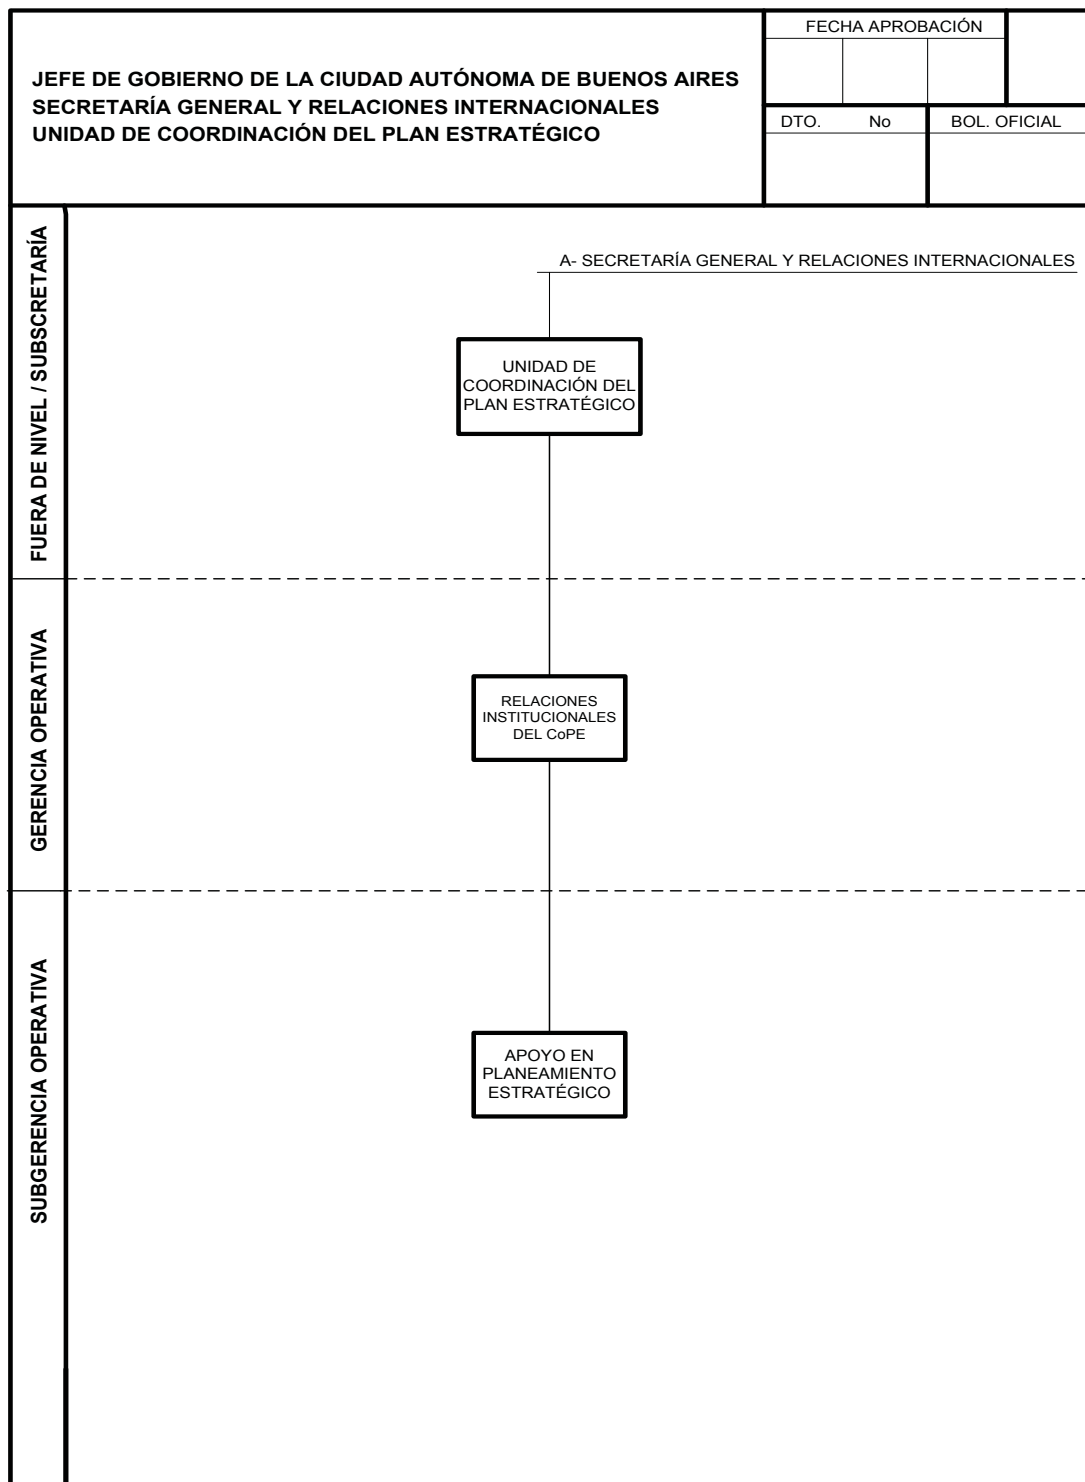 JEFE DE GOBIERNO DE LA CIUDAD AUTÓNOMA DE BUENOS AIRES
SECRETARÍA GENERAL Y RELACIONES INTERNACIONALES
UNIDAD DE COORDINACIÓN DEL PLAN ESTRATÉGICO
FECHA APROBACIÓN
DTO. No
BOL. OFICIAL
FUERA DE NIVEL / SUBSCRETARÍA
A- SECRETARÍA GENERAL Y RELACIONES INTERNACIONALES
UNIDAD DE
COORDINACIÓN DEL
PLAN ESTRATÉGICO
GERENCIA OPERATIVA
RELACIONES
INSTITUCIONALES
DEL CoPE
SUBGERENCIA OPERATIVA
APOYO EN
PLANEAMIENTO
ESTRATÉGICO